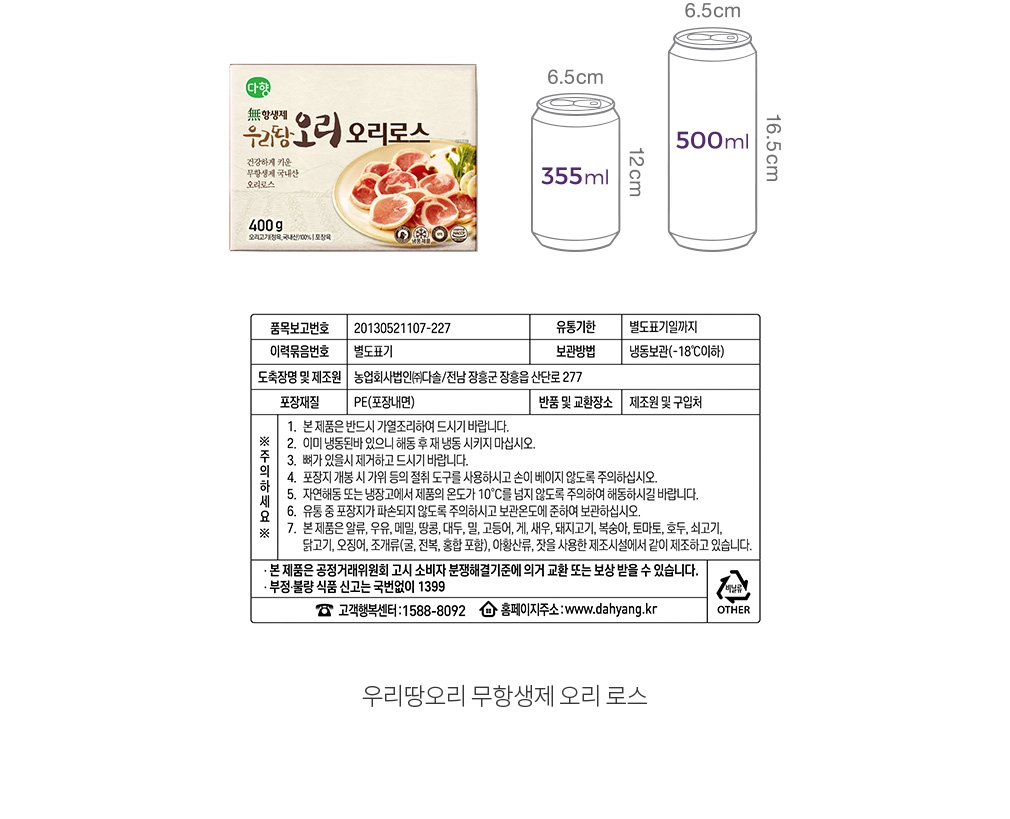 6.5cm
6.5cm
다향
無항생제
우리땅오리 오리로스
건강하게 키운
무항생제 국내산
오리로스
400g
오리고기(정육, 국내산)100% | 포장육
냉동제품
355ml
12cm
500ml
16.5cm
품목보고번호 20130521107-227 유통기한 별도표기일까지
이력묶음번호 별도표기 보관방법 냉동보관(-18℃이하)
도축장명 및 제조원 농업회사법인㈜다솔/전남 장흥군 장흥읍 산단로 277
포장재질 PE(포장내면) 반품 및 교환장소 제조원 및 구입처
※주의하세요※
1. 본 제품은 반드시 가열조리하여 드시기 바랍니다.
2. 이미 냉동된바 있으니 해동 후 재 냉동 시키지 마십시오.
3. 뼈가 있을시 제거하고 드시기 바랍니다.
4. 포장지 개봉 시 가위 등의 절취 도구를 사용하시고 손이 베이지 않도록 주의하십시오.
5. 자연해동 또는 냉장고에서 제품의 온도가 10℃를 넘지 않도록 주의하여 해동하시길 바랍니다.
6. 유통 중 포장지가 파손되지 않도록 주의하시고 보관온도에 준하여 보관하십시오.
7. 본 제품은 알류, 우유, 메밀, 땅콩, 대두, 밀, 고등어, 게, 새우, 돼지고기, 복숭아, 토마토, 호두, 쇠고기,
닭고기, 오징어, 조개류(굴, 전복, 홍합 포함), 아황산류, 잣을 사용한 제조시설에서 같이 제조하고 있습니다.
· 본 제품은 공정거래위원회 고시 소비자 분쟁해결기준에 의거 교환 또는 보상 받을 수 있습니다.
· 부정·불량 식품 신고는 국번없이 1399
고객행복센터:1588-8092 홈페이지주소:www.dahyang.kr
비닐류
OTHER
우리땅오리 무항생제 오리 로스